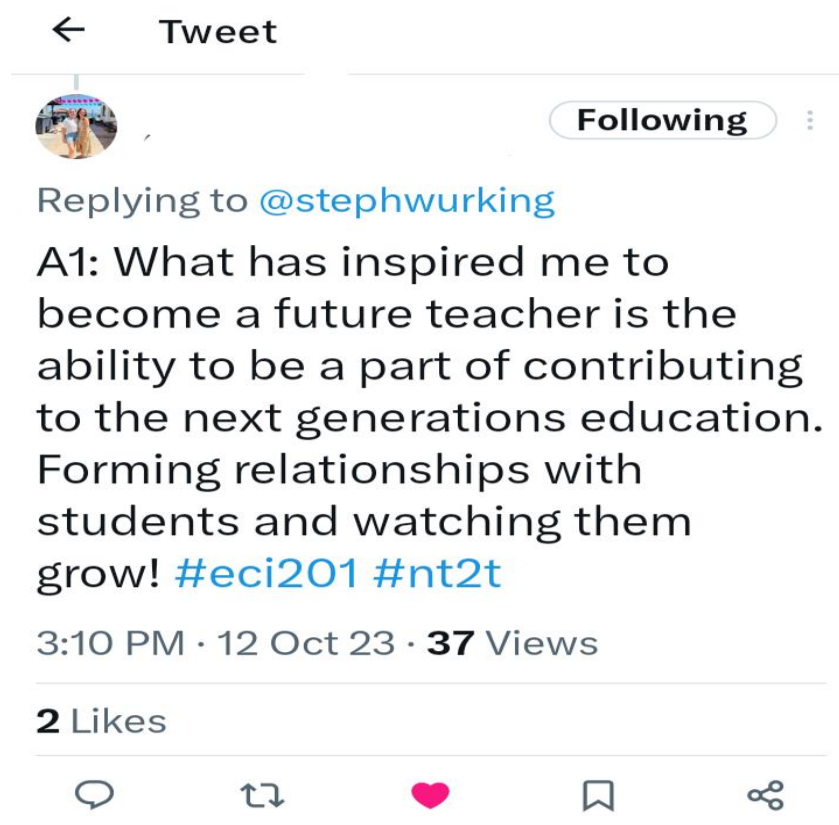 Tweet
Following
Replying to @stephwurking
A1: What has inspired me to
become a future teacher is the
ability to be a part of contributing
to the next generations education.
Forming relationships with
students and watching them
grow! #eci201 #nt2t
3:10 PM · 12 Oct 23 · 37 Views
2 Likes